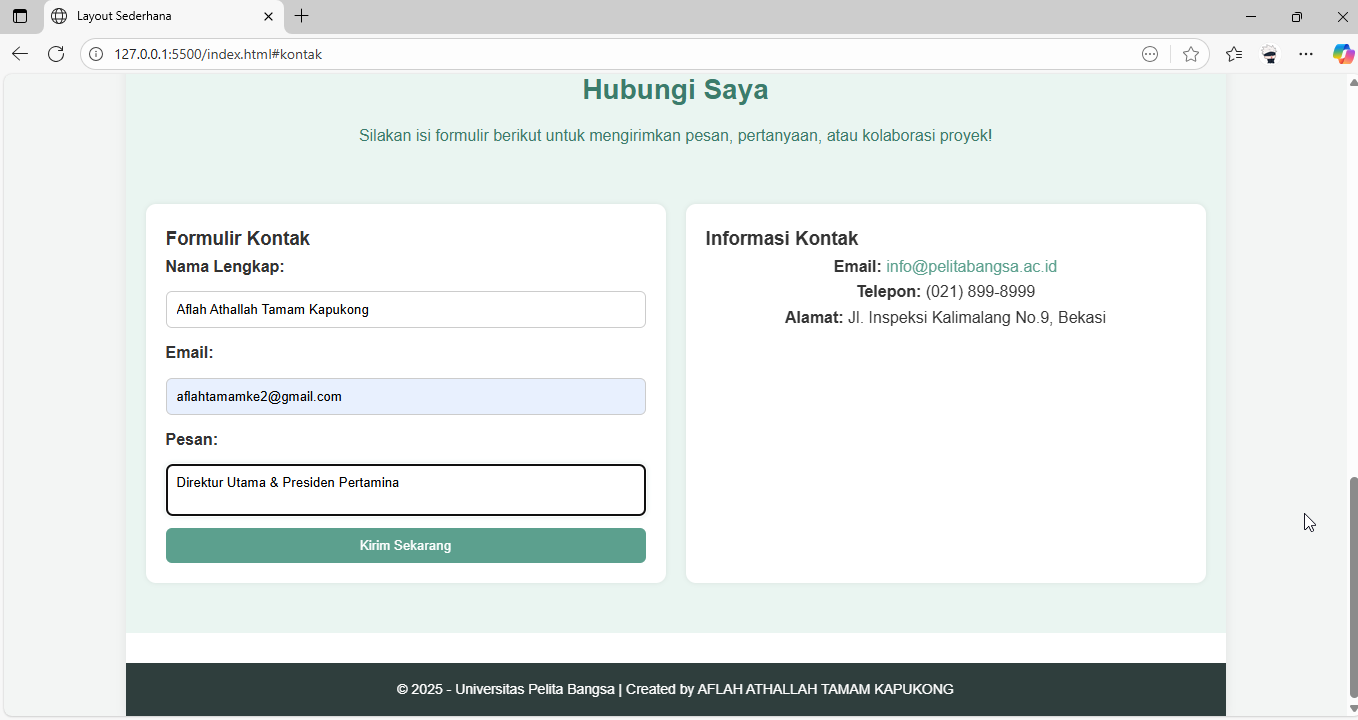 Layout Sederhana
127.0.0.1:5500/index.html#kontak
Hubungi Saya
Silakan isi formulir berikut untuk mengirimkan pesan, pertanyaan, atau kolaborasi proyek!
Formulir Kontak
Nama Lengkap:
Aflah Athallah Tamam Kapukong
Email:
aflahtamamke2@gmail.com
Pesan:
Direktur Utama & Presiden Pertamina
Kirim Sekarang
Informasi Kontak
Email: info@pelitabangsa.ac.id
Telepon: (021) 899-8999
Alamat: Jl. Inspeksi Kalimalang No.9, Bekasi
© 2025 - Universitas Pelita Bangsa | Created by AFLAH ATHALLAH TAMAM KAPUKONG